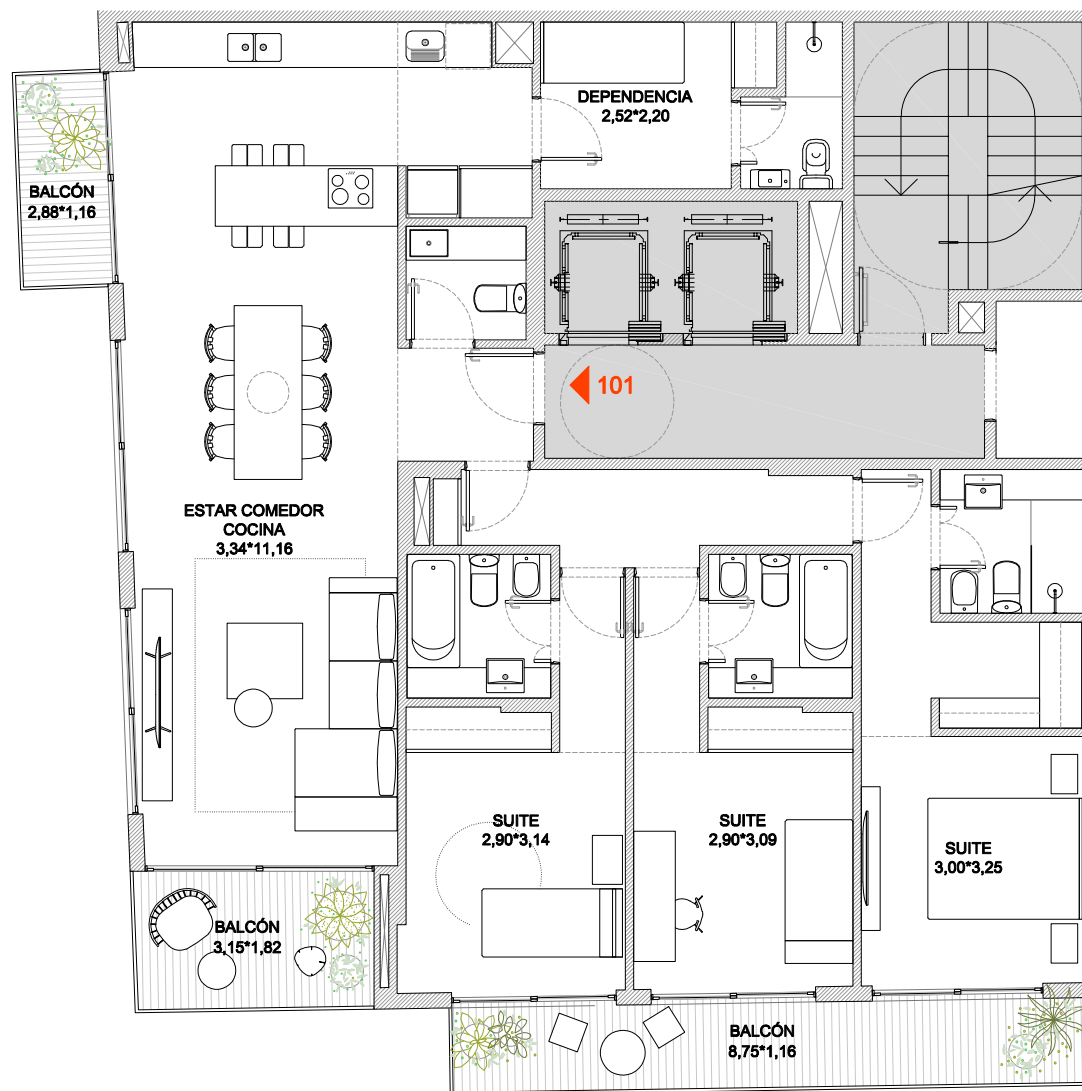 DEPENDENCIA
2,52*2,20
BALCÓN
2,88*1,16
101
ESTAR COMEDOR
COCINA
3,34*11,16
SUITE
2,90*3,14
SUITE
2,90*3,09
SUITE
3,00*3,25
BALCÓN
3,15*1,82
BALCÓN
8,75*1,16